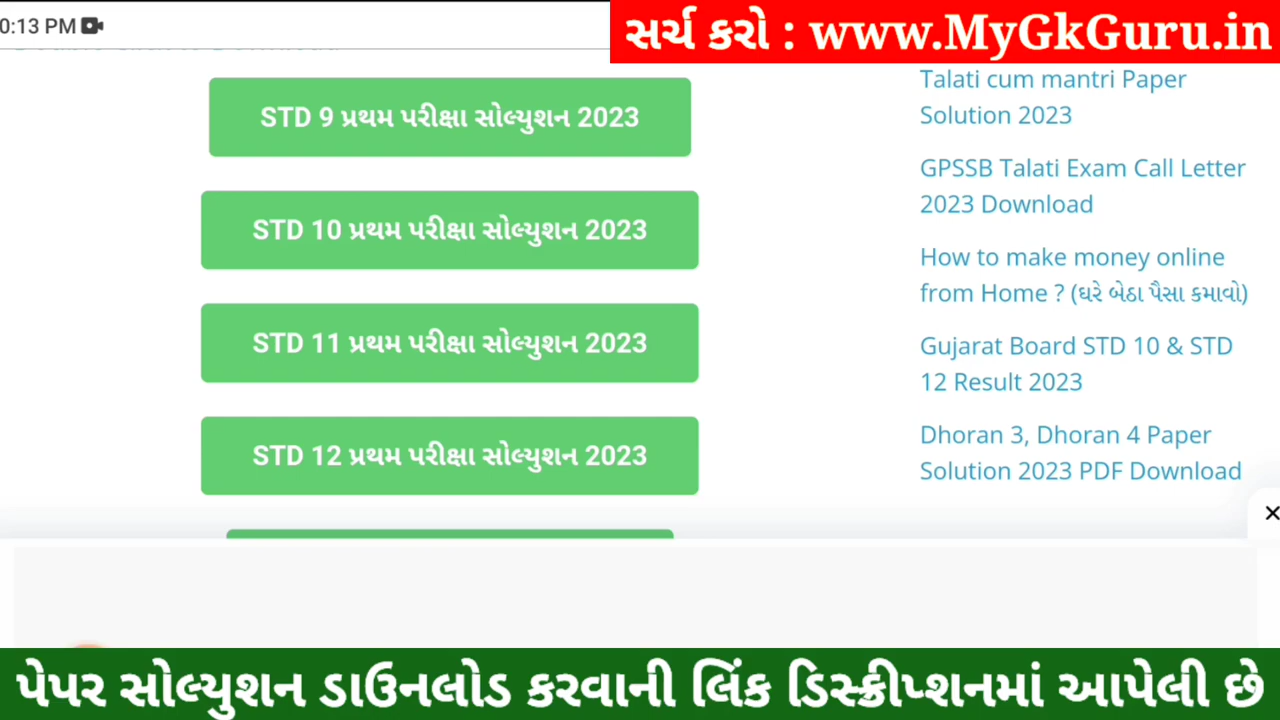 0:13 PM
સર્ચ કરો : www.MyGkGuru.in
STD 9 પ્રથમ પરીક્ષા સોલ્યુશન 2023
STD 10 પ્રથમ પરીક્ષા સોલ્યુશન 2023
STD 11 પ્રથમ પરીક્ષા સોલ્યુશન 2023
STD 12 પ્રથમ પરીક્ષા સોલ્યુશન 2023
Talati cum mantri Paper
Solution 2023
GPSSB Talati Exam Call Letter
2023 Download
How to make money online
from Home ? (ઘરે બેઠા પૈસા કમાવો)
Gujarat Board STD 10 & STD
12 Result 2023
Dhoran 3, Dhoran 4 Paper
Solution 2023 PDF Download
પેપર સોલ્યુશન ડાઉનલોડ કરવાની લિંક ડિસ્ક્રીપ્શનમાં આપેલી છે